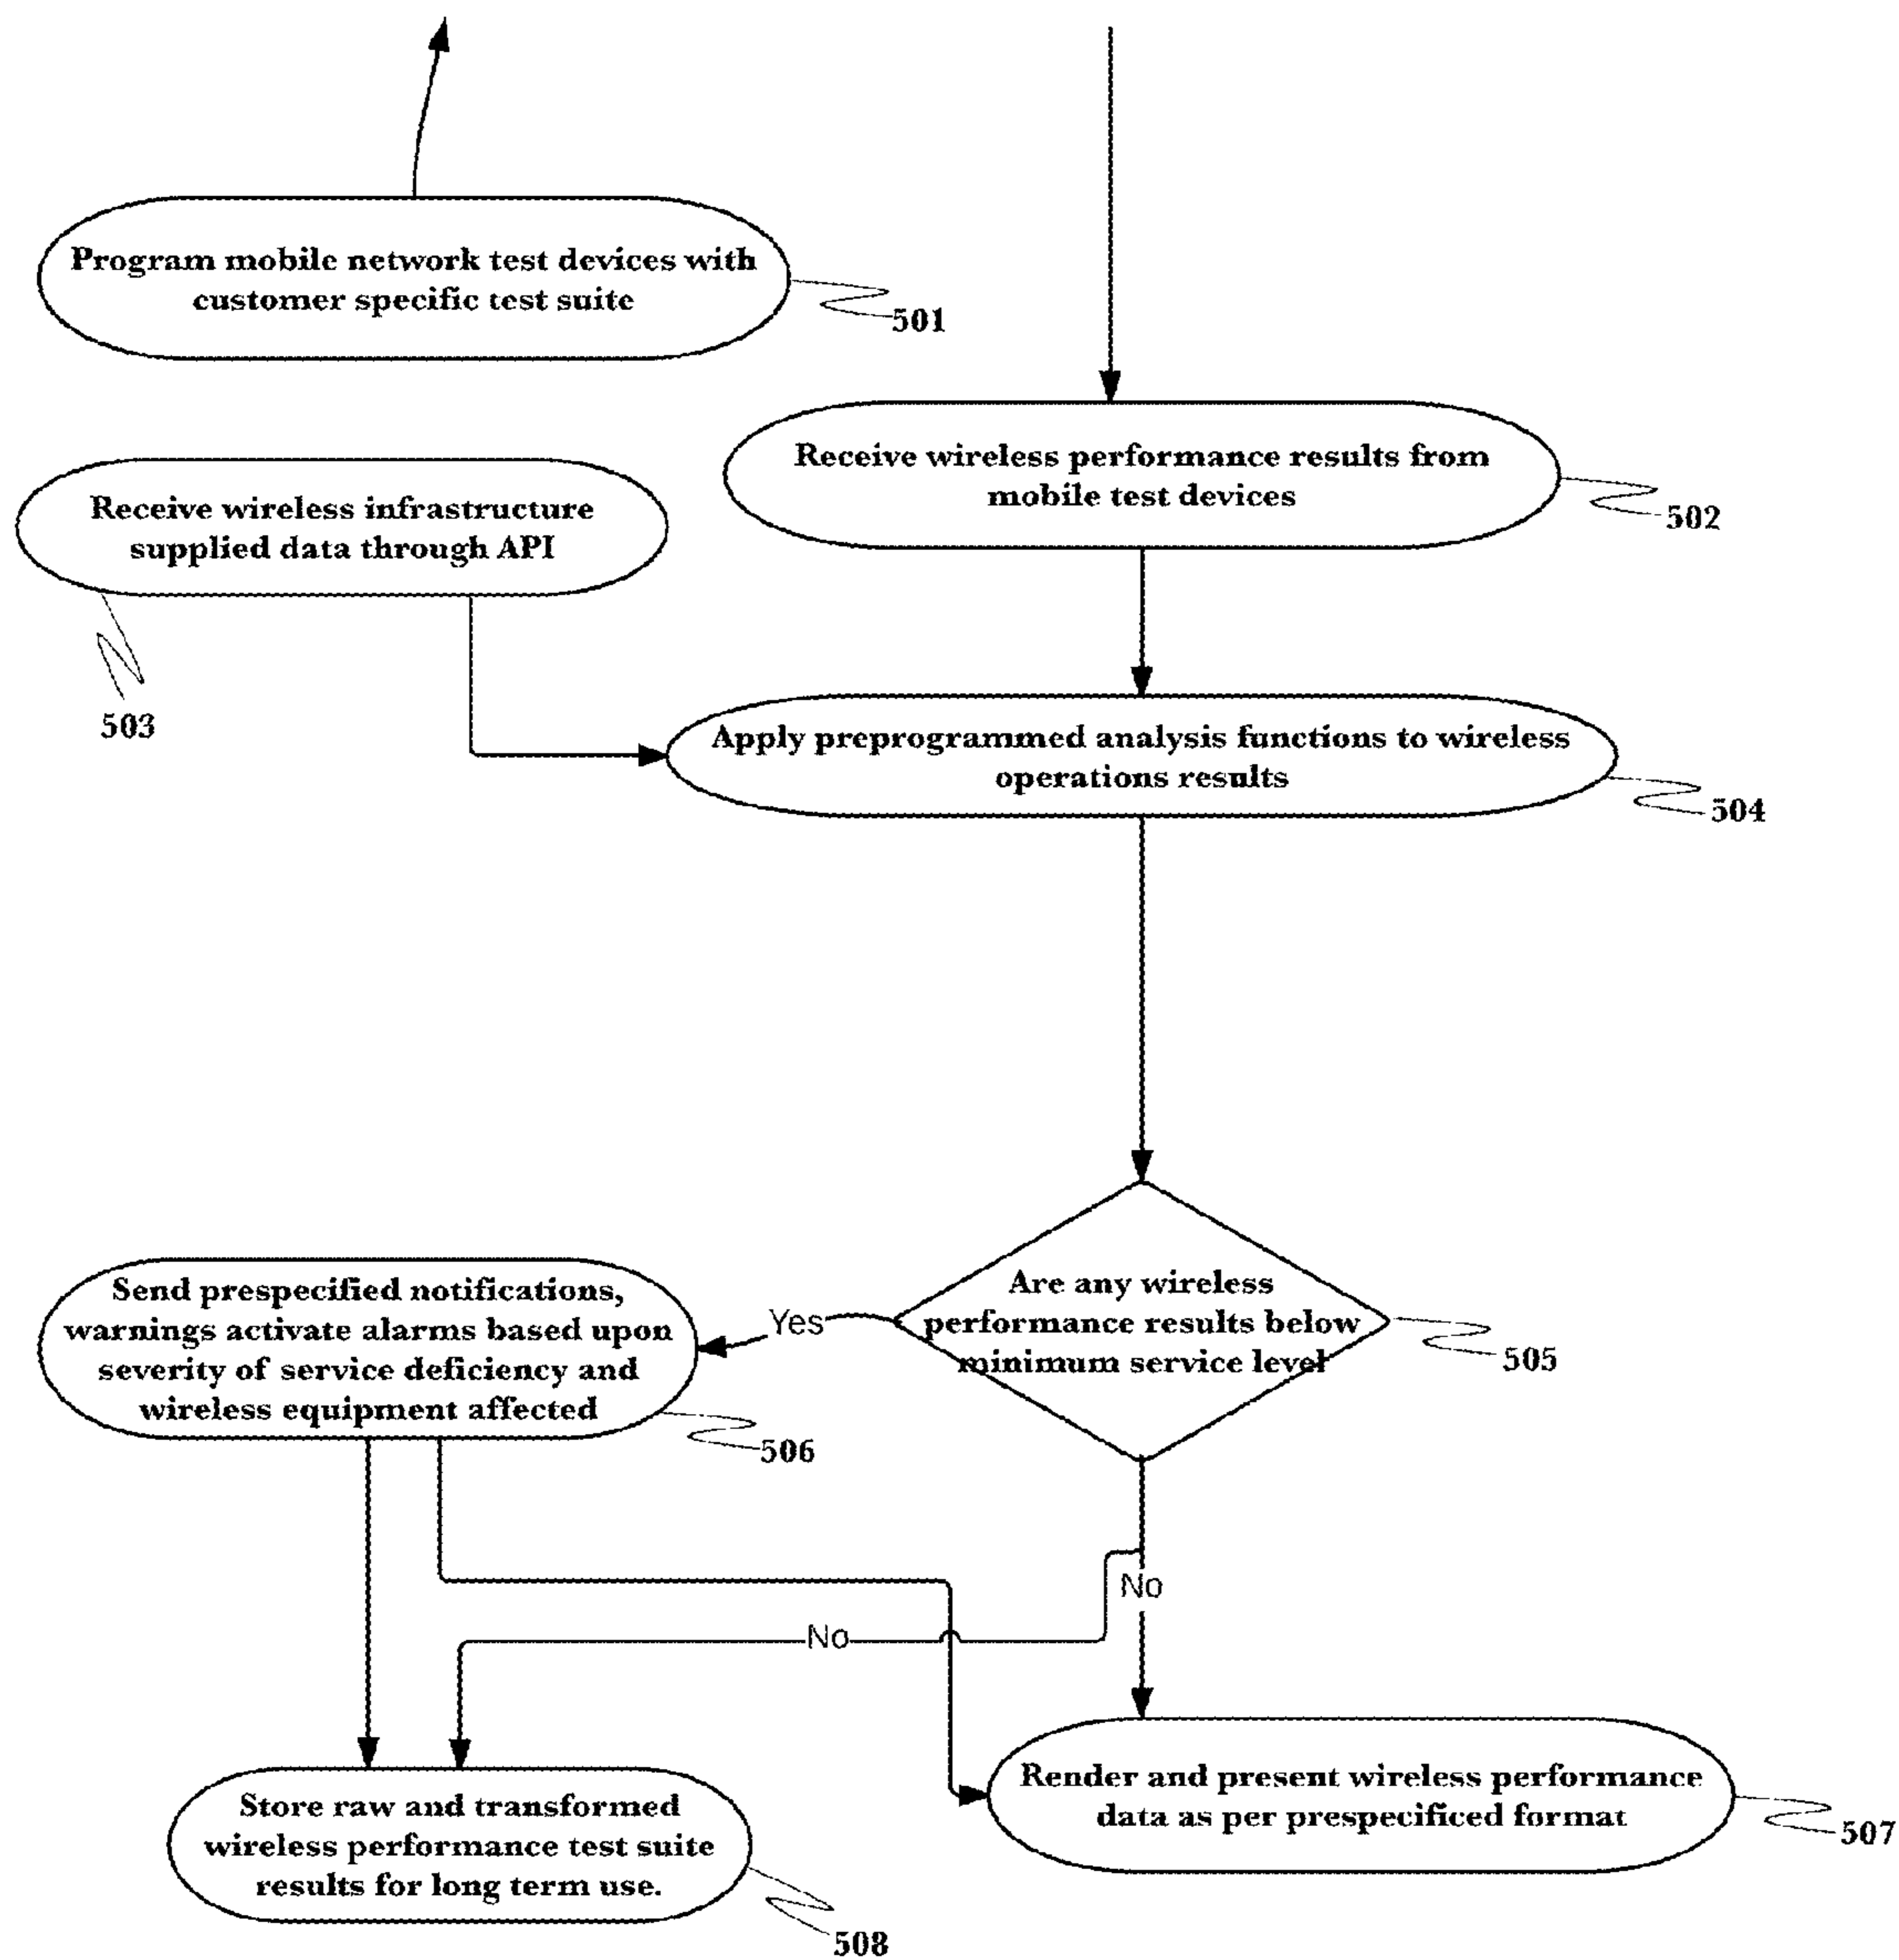 Program mobile network test devices with
customer specific test suite
501
Receive wireless performance results from
mobile test devices
502
Receive wireless infrastructure
supplied data through API
503
Apply preprogrammed analysis functions to wireless
operations results
504
Are any wireless
performance results below
minimum service level
505
Yes
Send prespecified notifications,
warnings activate alarms based upon
severity of service deficiency and
wireless equipment affected
506
No
No
Render and present wireless performance
data as per prespecificed format
507
Store raw and transformed
wireless performance test suite
results for long term use.
508